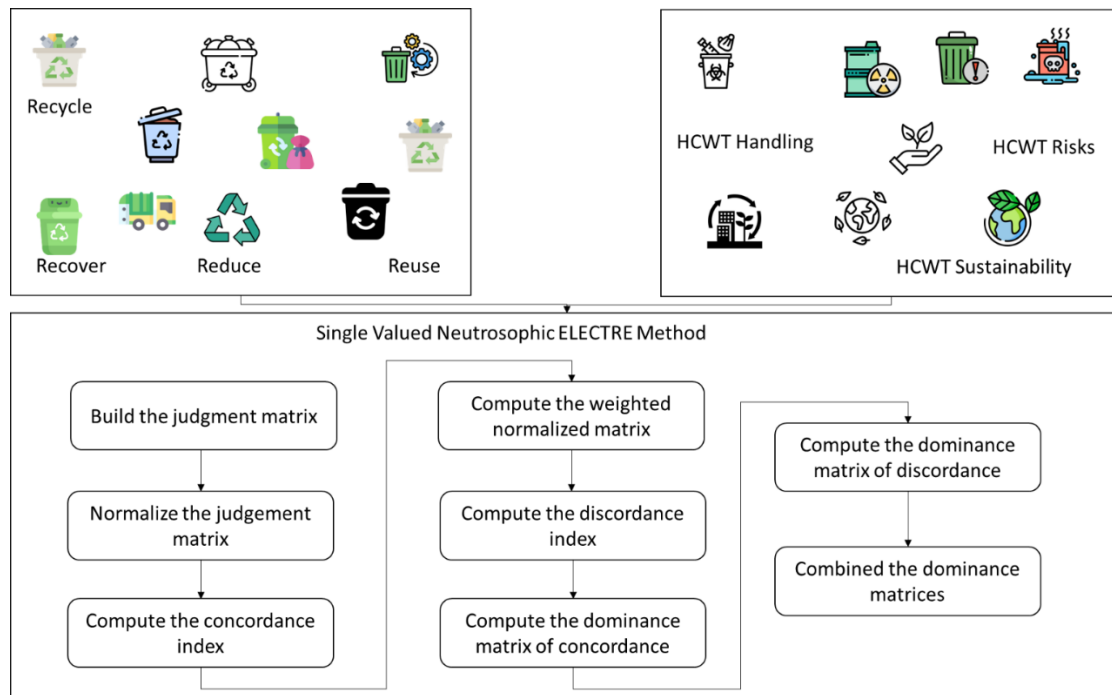 Recycle
Recover
Reduce
Reuse
HCWT Handling
HCWT Risks
HCWT Sustainability
Single Valued Neutrosophic ELECTRE Method
Build the judgment matrix
Normalize the judgement
matrix
Compute the concordance
index
Compute the weighted
normalized matrix
Compute the discordance
index
Compute the dominance
matrix of concordance
Compute the dominance
matrix of discordance
Combined the dominance
matrices